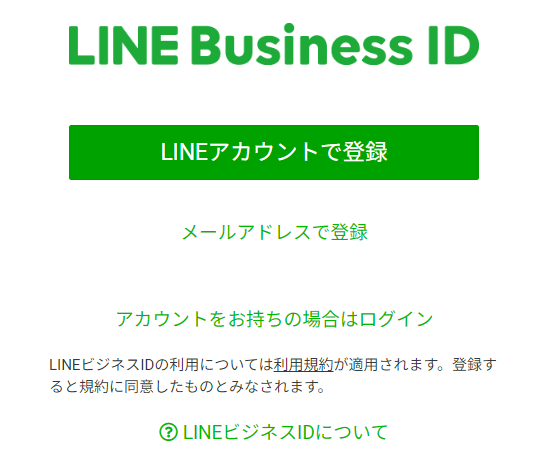 LINE Business ID
LINEアカウントで登録
メールアドレスで登録
アカウントをお持ちの場合はログイン
LINEビジネスIDの利用については利用規約が適用されます。登録す
ると規約に同意したものとみなされます。
LINEビジネスIDについて